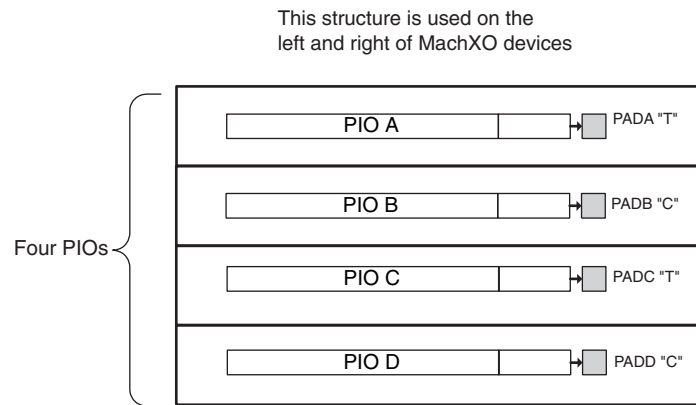 This structure is used on the
left and right of MachXO devices
PIO A
PADA "T"
PIO B
PADB "C"
Four PIOs
PIO C
PADC "T"
PIO D
PADD "C"